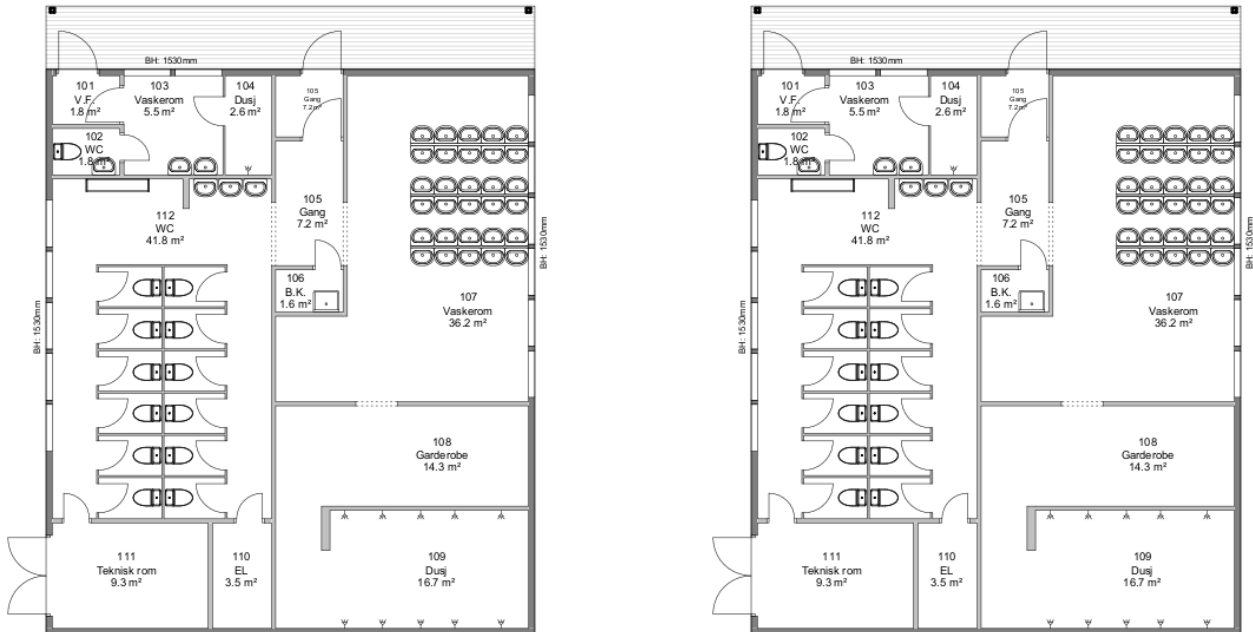 BH: 1530mm
101
V.F.
1.8 m²
103
Vaskerom
5.5 m²
104
Dusj
2.6 m²
105
Gang
7.2 m²
102
WC
1.8 m²
112
WC
41.8 m²
105
Gang
7.2 m²
BH: 1530mm
106
B.K.
1.6 m²
107
Vaskerom
36.2 m²
BH: 1530mm
108
Garderobe
14.3 m²
111
Teknisk rom
9.3 m²
110
EL
3.5 m²
109
Dusj
16.7 m²
BH: 1530mm
101
V.F.
1.8 m²
103
Vaskerom
5.5 m²
104
Dusj
2.6 m²
105
Gang
7.2 m²
102
WC
1.8 m²
112
WC
41.8 m²
105
Gang
7.2 m²
BH: 1530mm
106
B.K.
1.6 m²
107
Vaskerom
36.2 m²
BH: 1530mm
108
Garderobe
14.3 m²
111
Teknisk rom
9.3 m²
110
EL
3.5 m²
109
Dusj
16.7 m²